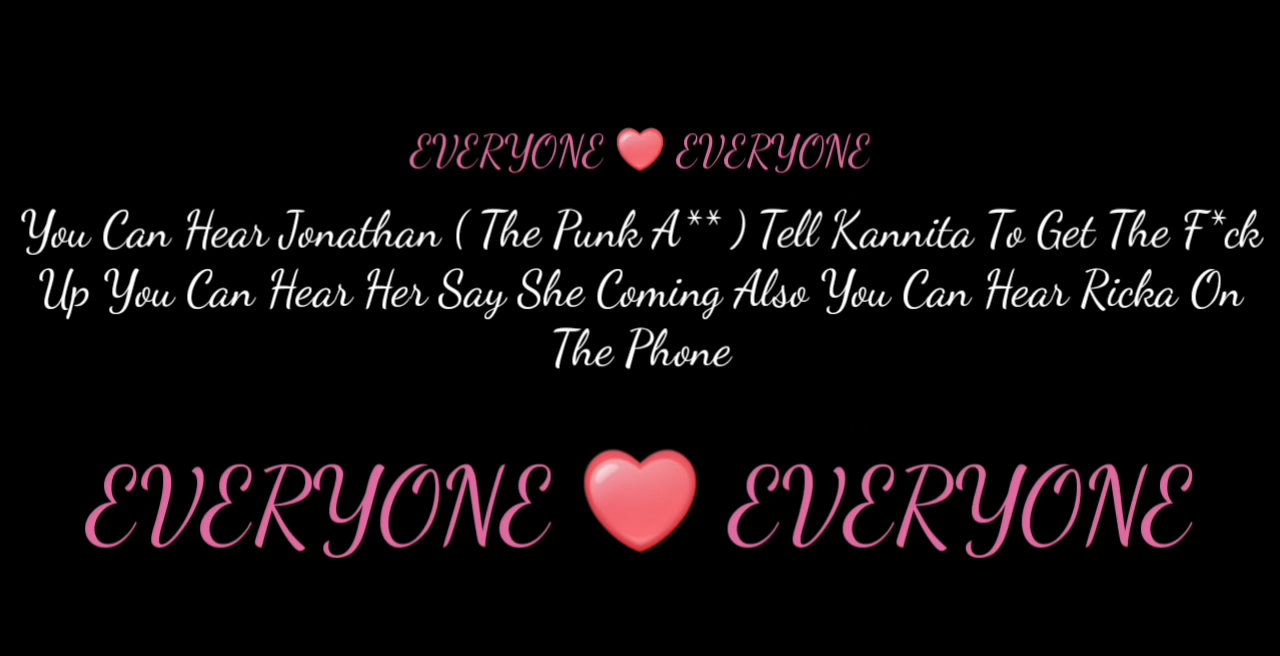 EVERYONE ❤️ EVERYONE
You Can Hear Jonathan ( The Punk A** ) Tell Kannita To Get The F*ck
Up You Can Hear Her Say She Coming Also You Can Hear Ricka On
The Phone
EVERYONE ❤️ EVERYONE